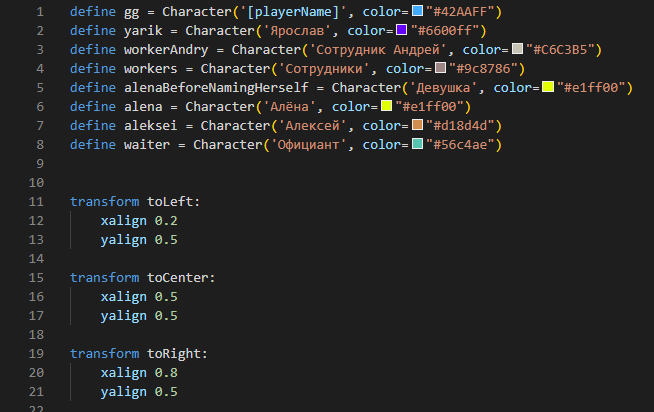 1 define gg = Character('[playerName]', color="#42AAFF")
2 define yarik = Character('Ярослав', color="#6600ff")
3 define workerAndry = Character('Сотрудник Андрей', color="#C6C3B5")
4 define workers = Character('Сотрудники', color="#9c8786")
5 define alenaBeforeNamingHerself = Character('Девушка', color="#e1ff00")
6 define alena = Character('Алёна', color="#e1ff00")
7 define aleksei = Character('Алексей', color="#d18d4d")
8 define waiter = Character('Официант', color="#56c4ae")
9
10
11 transform toLeft:
12     xalign 0.2
13     yalign 0.5
14
15 transform toCenter:
16     xalign 0.5
17     yalign 0.5
18
19 transform toRight:
20     xalign 0.8
21     yalign 0.5
22